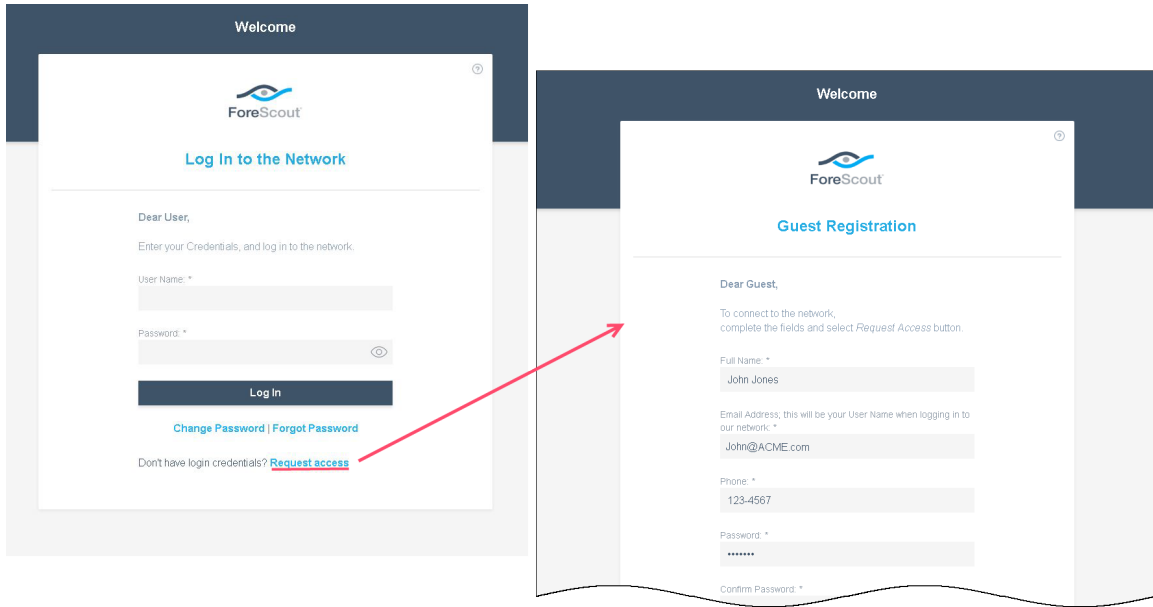 Welcome
ForeScout
Log In to the Network
Dear User,
Enter your Credentials, and log in to the network.
User Name: *
Password: *
Log In
Change Password | Forgot Password
Don't have login credentials? Request access
Welcome
ForeScout
Guest Registration
Dear Guest,
To connect to the network,
complete the fields and select Request Access button.
Full Name: *
John Jones
Email Address; this will be your User Name when logging in to
our network: *
John@ACME.com
Phone: *
123-4567
Password: *
•••••••
Confirm Password: *